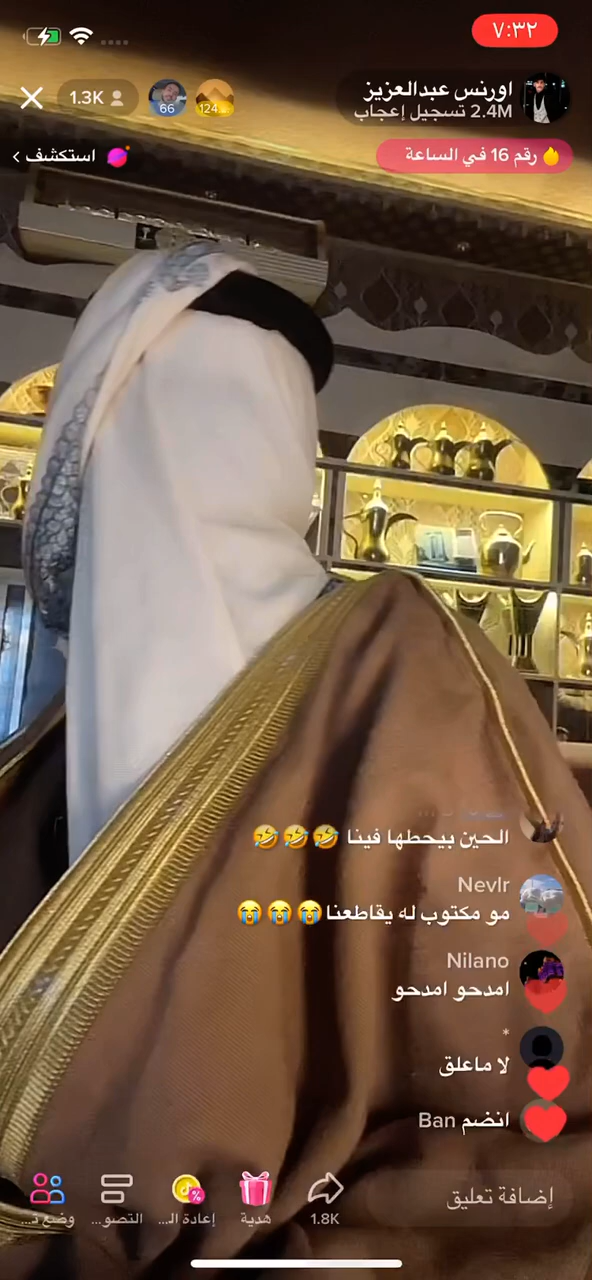 ٧:٣٢
اورنس عبدالعزيز
2.4M تسجيل إعجاب
1.3K
66
124
رقم 16 في الساعة
استكشف
الحين بيحطها فينا 🤣🤣🤣
Nevlr
مو مكتوب له يقاطعنا😭😭😭
Nilano
امدحو امدحو
*
لا ماعلق
Ban انضم
إضافة تعليق
1.8K
هدية
إعادة الـ...
التصو...
وضع ت...